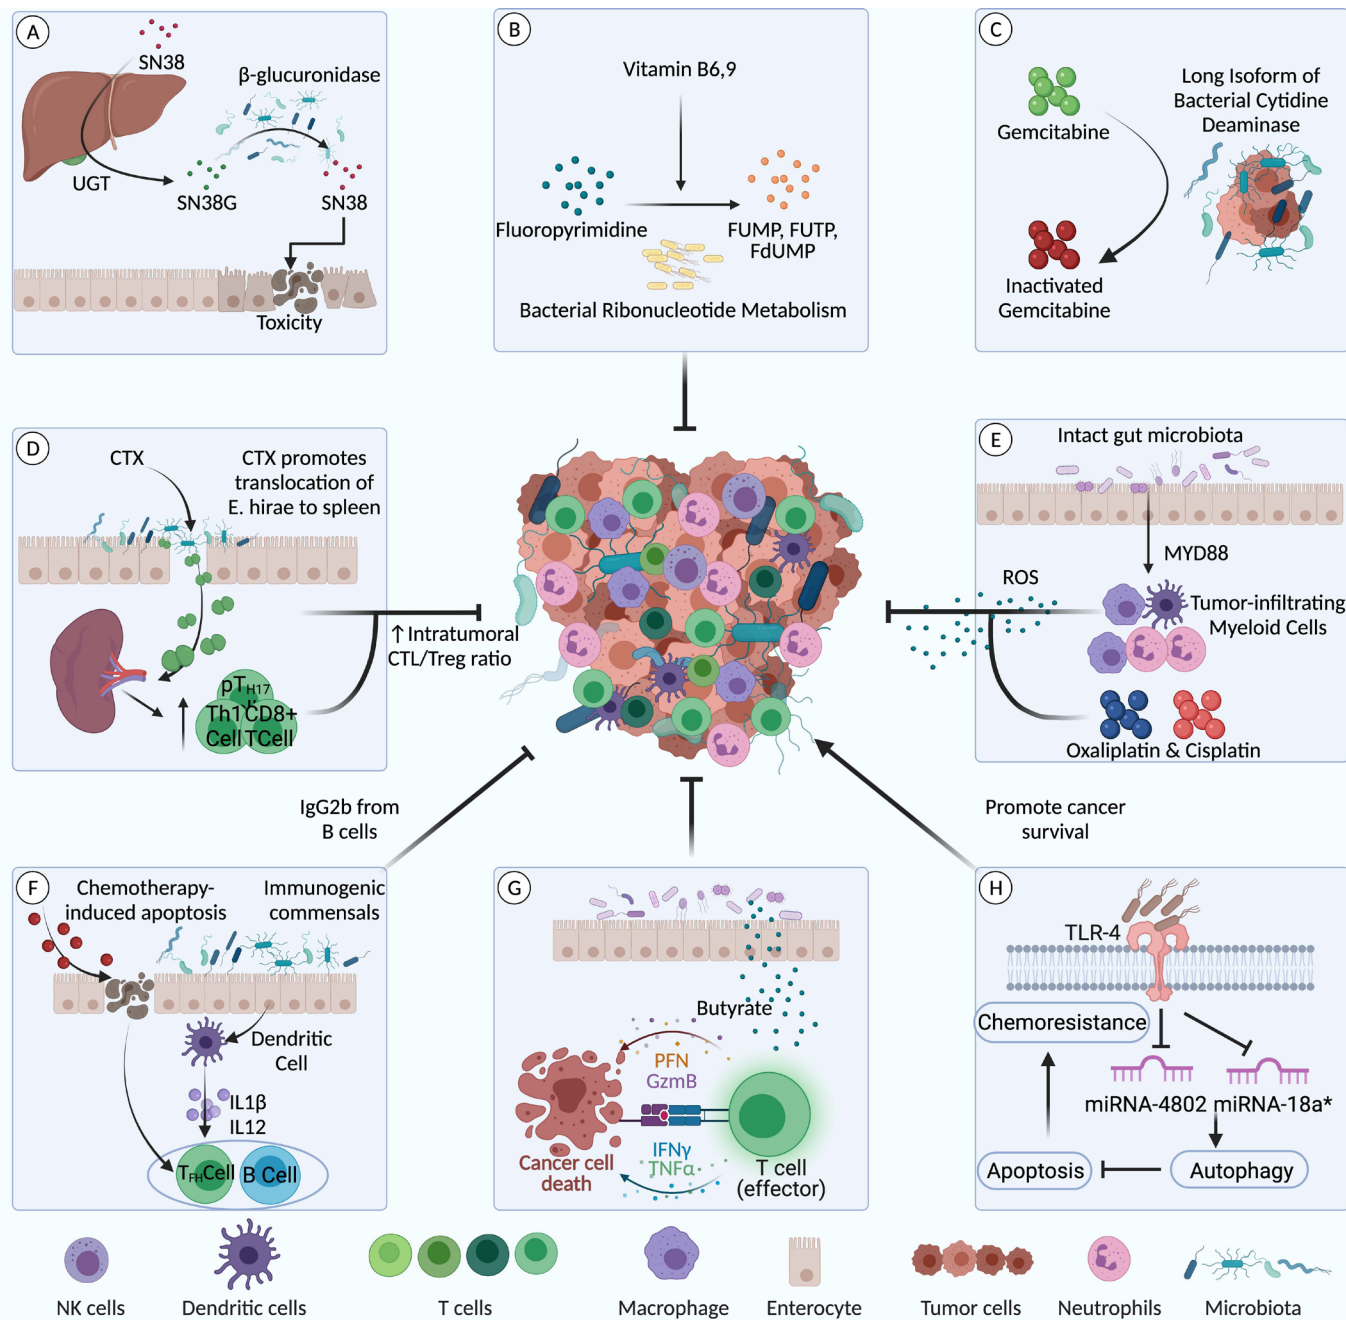 A
SN38
β-glucuronidase
UGT
SN38G
SN38
Toxicity
B
Vitamin B6,9
Fluoropyrimidine
FUMP, FUTP,
FdUMP
Bacterial Ribonucleotide Metabolism
C
Gemcitabine
Long Isoform of
Bacterial Cytidine
Deaminase
Inactivated
Gemcitabine
D
CTX
CTX promotes
translocation of
E. hirae to spleen
pTH17
Th1
Cell
CD8+
TCell
↑ Intratumoral
CTL/Treg ratio
E
Intact gut microbiota
MYD88
ROS
Tumor-infiltrating
Myeloid Cells
Oxaliplatin & Cisplatin
IgG2b from
B cells
Promote cancer
survival
F
Chemotherapy-
induced apoptosis
Immunogenic
commensals
Dendritic
Cell
IL1β
IL12
TFHCell
B Cell
G
Butyrate
PFN
GzmB
IFNγ
TNFα
Cancer cell
death
T cell
(effector)
H
TLR-4
Chemoresistance
miRNA-4802
miRNA-18a*
Apoptosis
Autophagy
NK cells
Dendritic cells
T cells
Macrophage
Enterocyte
Tumor cells
Neutrophils
Microbiota